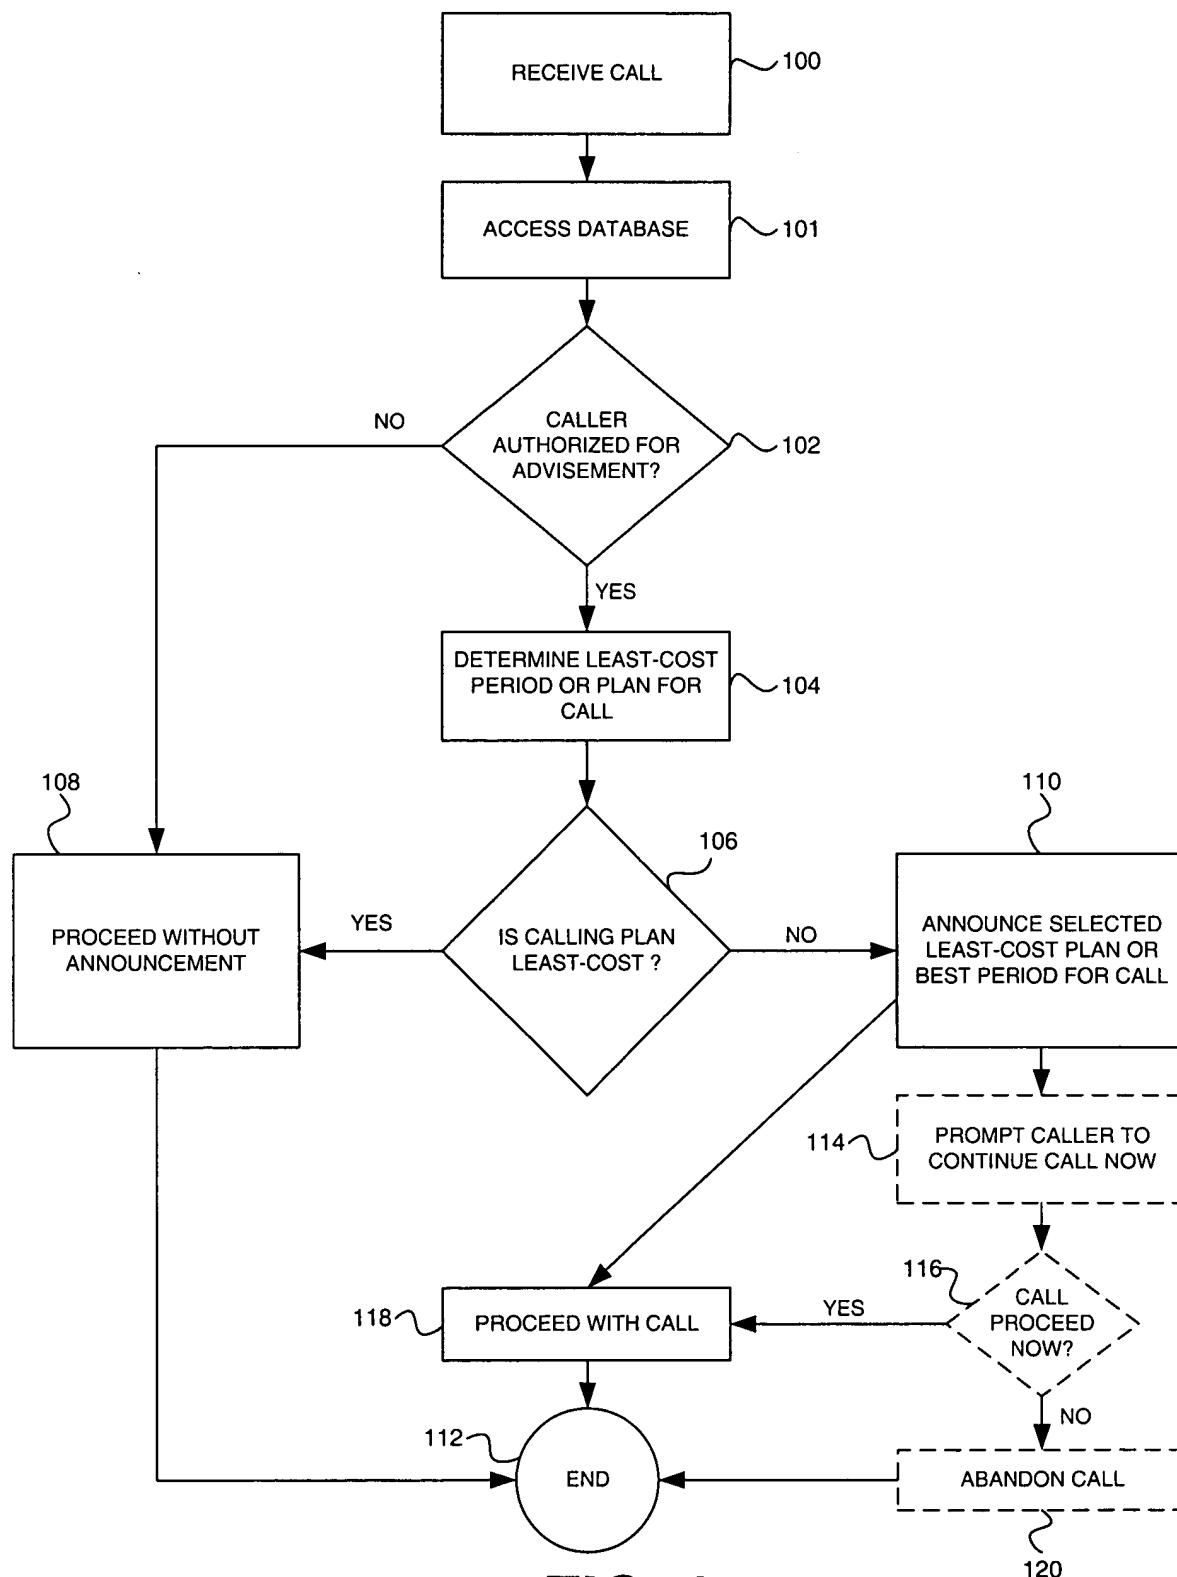 RECEIVE CALL
100
ACCESS DATABASE
101
CALLER
AUTHORIZED FOR
ADVISEMENT?
102
NO
YES
DETERMINE LEAST-COST
PERIOD OR PLAN FOR
CALL
104
108
PROCEED WITHOUT
ANNOUNCEMENT
YES
IS CALLING PLAN
LEAST-COST ?
106
NO
110
ANNOUNCE SELECTED
LEAST-COST PLAN OR
BEST PERIOD FOR CALL
114
PROMPT CALLER TO
CONTINUE CALL NOW
116
CALL
PROCEED
NOW?
YES
118
PROCEED WITH CALL
NO
112
END
ABANDON CALL
120